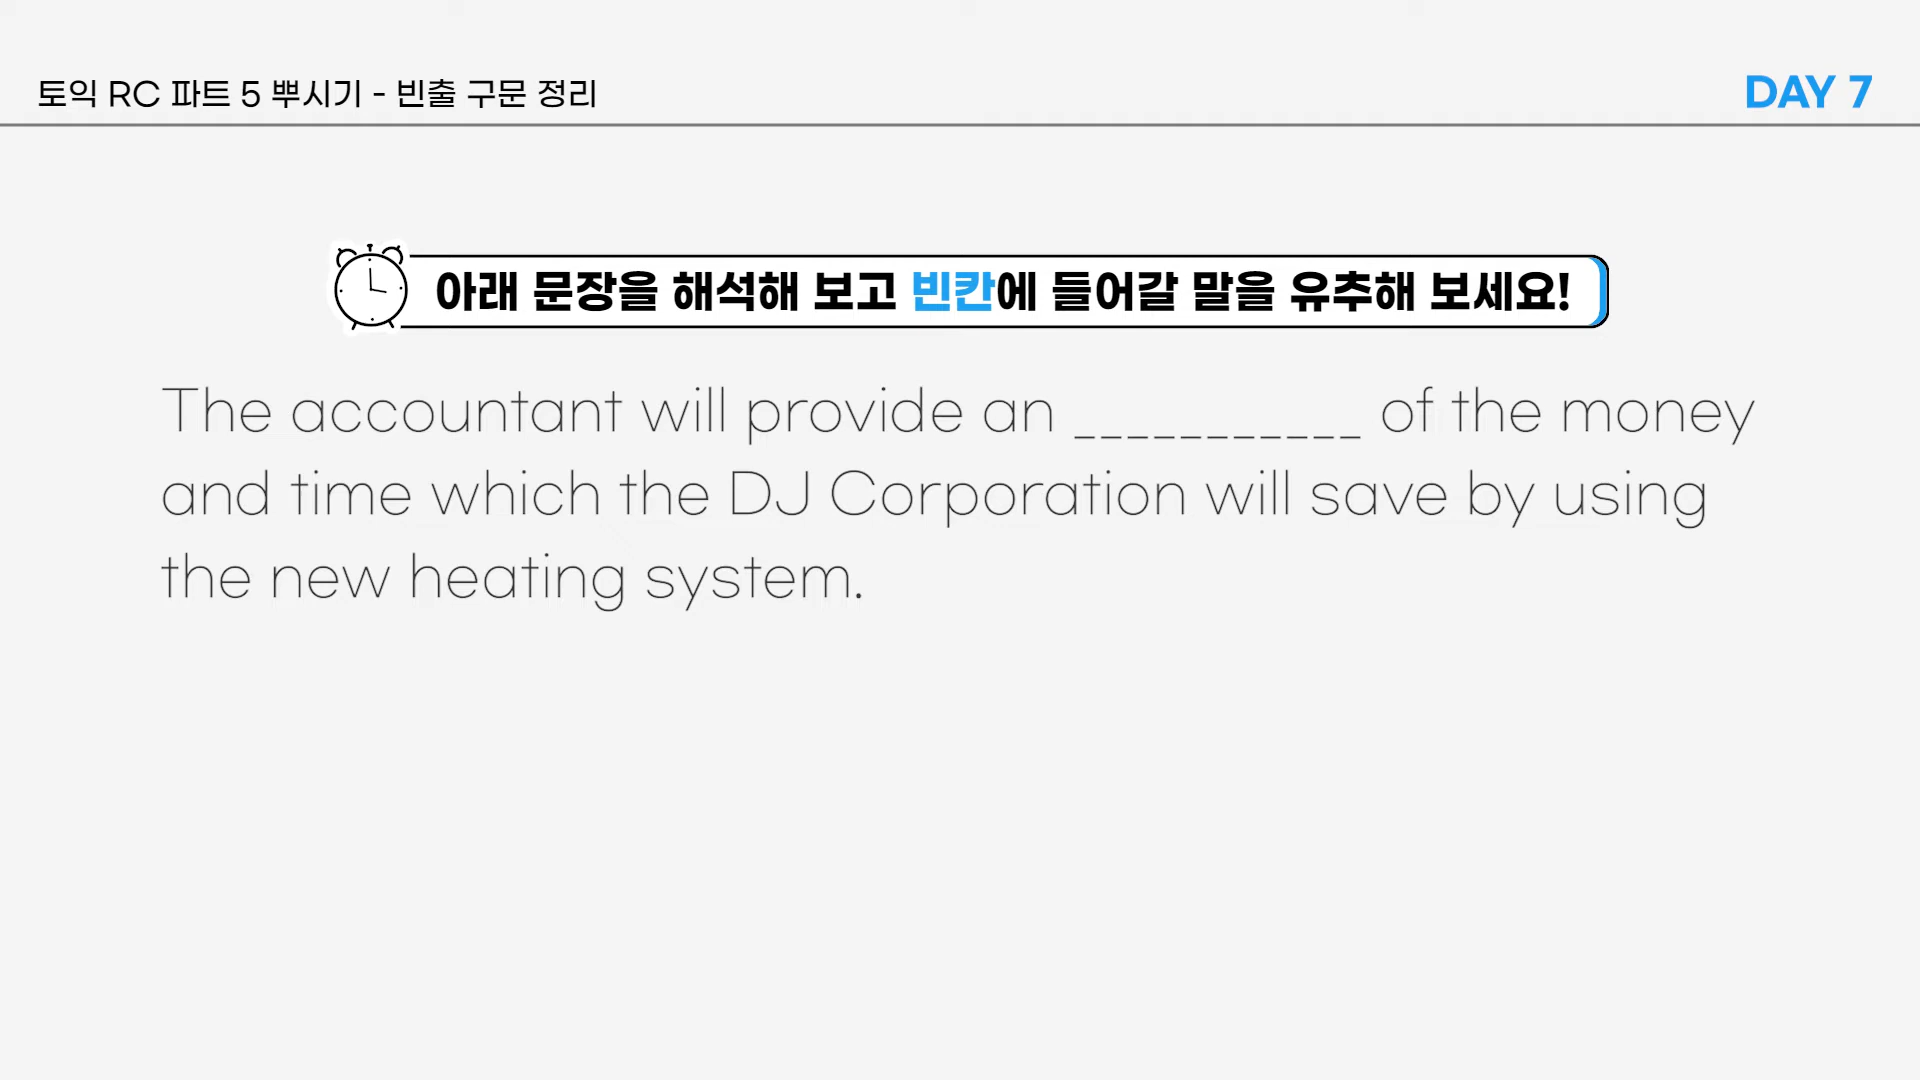 토익 RC 파트 5 뿌시기 - 빈출 구문 정리
DAY 7
아래 문장을 해석해 보고 빈칸에 들어갈 말을 유추해 보세요!
The accountant will provide an ___________ of the money
and time which the DJ Corporation will save by using
the new heating system.